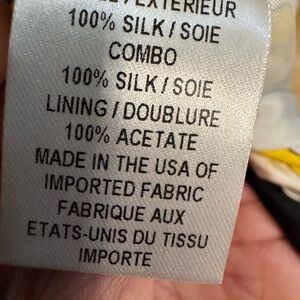 / EXTERIEUR
100% SILK / SOIE
COMBO
100% SILK / SOIE
LINING / DOUBLURE
100% ACETATE
MADE IN THE USA OF
IMPORTED FABRIC
FABRIQUE AUX
ETATS-UNIS DU TISSU
IMPORTE